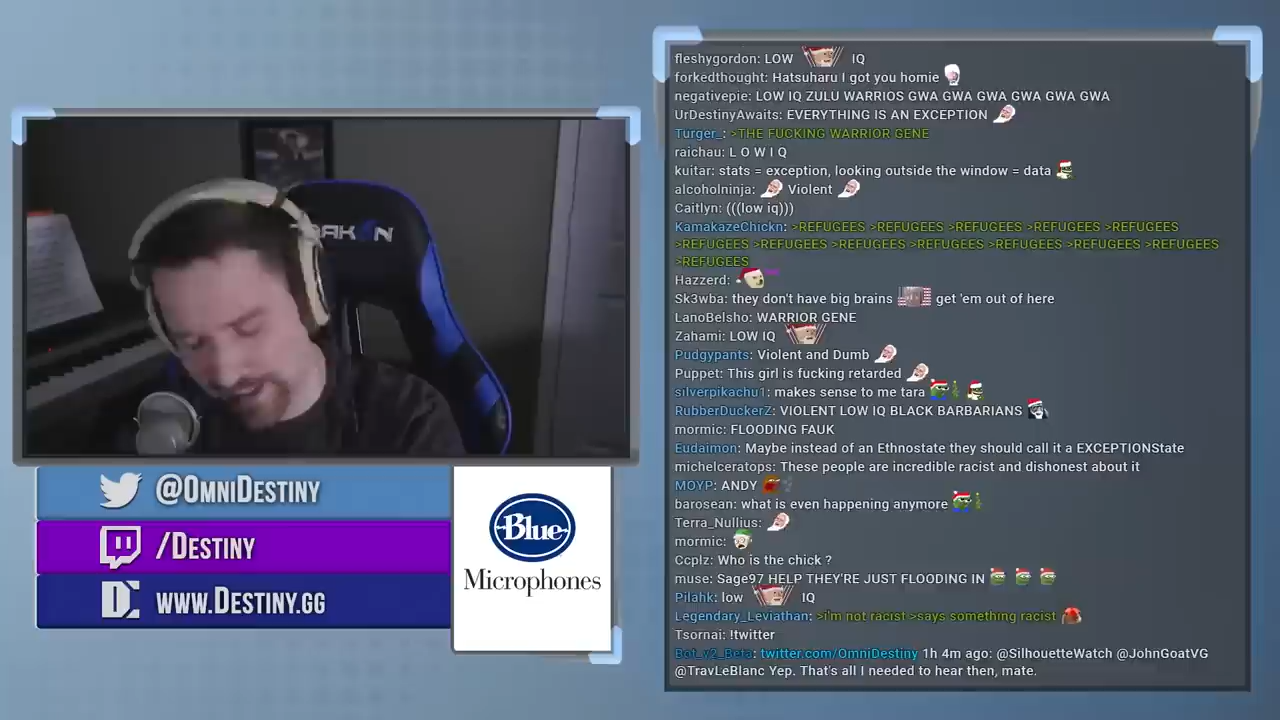 AKON
@OmniDestiny
/Destiny
www.Destiny.gg
Blue
Microphones
fleshygordon: LOW IQ
forkedthought: Hatsuharu I got you homie
negativepie: LOW IQ ZULU WARRIOS GWA GWA GWA GWA GWA GWA
UrDestinyAwaits: EVERYTHING IS AN EXCEPTION
Turger_: >THE FUCKING WARRIOR GENE
raichau: L O W I Q
kuitar: stats = exception, looking outside the window = data
alcoholninja: Violent
Caitlyn: (((low iq)))
KamakazeChickn: >REFUGEES >REFUGEES >REFUGEES >REFUGEES >REFUGEES
>REFUGEES >REFUGEES >REFUGEES >REFUGEES >REFUGEES >REFUGEES >REFUGEES
>REFUGEES
Hazzerd:
Sk3wba: they don't have big brains get 'em out of here
LanoBelsho: WARRIOR GENE
Zahami: LOW IQ
Pudgypants: Violent and Dumb
Puppet: This girl is fucking retarded
silverpikachu1: makes sense to me tara
RubberDuckerZ: VIOLENT LOW IQ BLACK BARBARIANS
mormic: FLOODING FAUK
Eudaimon: Maybe instead of an Ethnostate they should call it a EXCEPTIONState
michelceratops: These people are incredible racist and dishonest about it
MOYP: ANDY
barosean: what is even happening anymore
Terra_Nullius:
mormic:
Ccplz: Who is the chick ?
muse: Sage97 HELP THEY'RE JUST FLOODING IN
Pilahk: low IQ
Legendary_Leviathan: >i'm not racist >says something racist
Tsornai: !twitter
Bot_v2_Beta: twitter.com/OmniDestiny 1h 4m ago: @SilhouetteWatch @JohnGoatVG
@TravLeBlanc Yep. That's all I needed to hear then, mate.